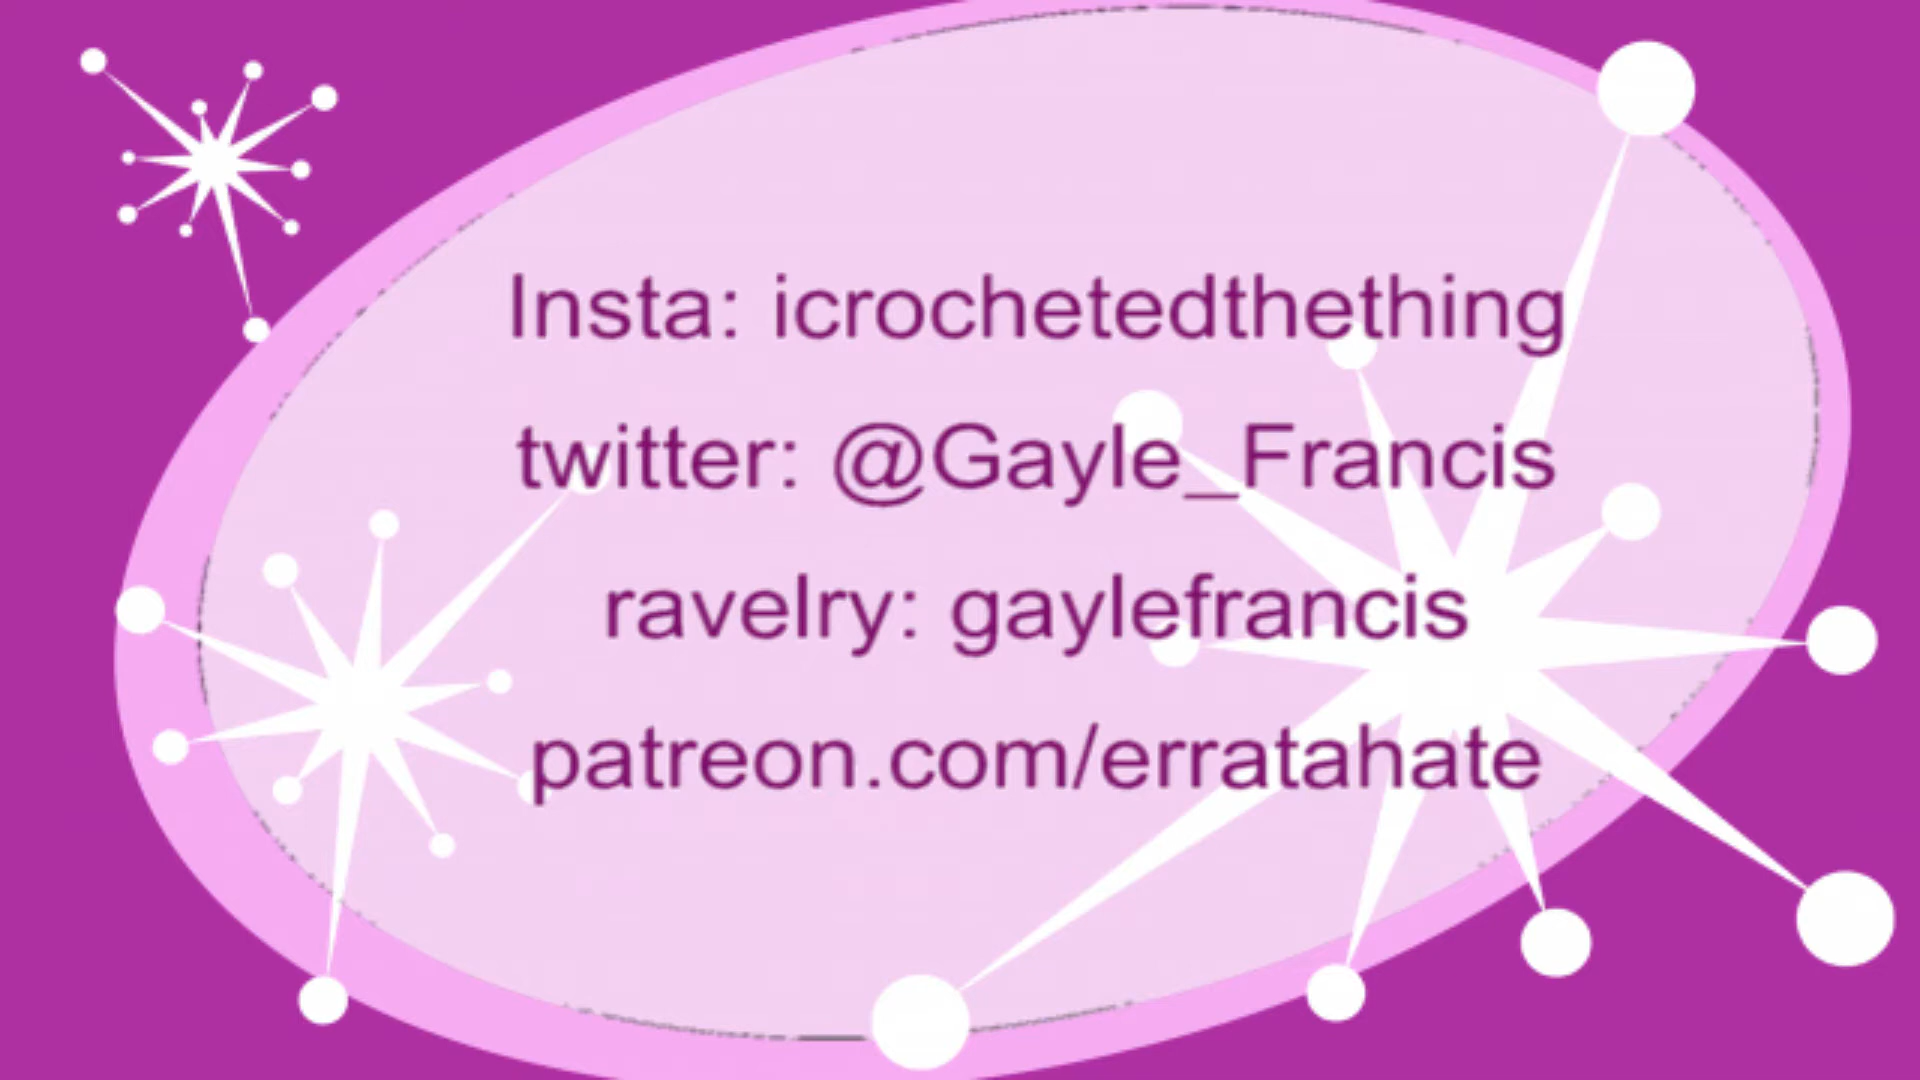 Insta: icrochetedthething
twitter: @Gayle_Francis
ravelry: gaylefrancis
patreon.com/erratahate